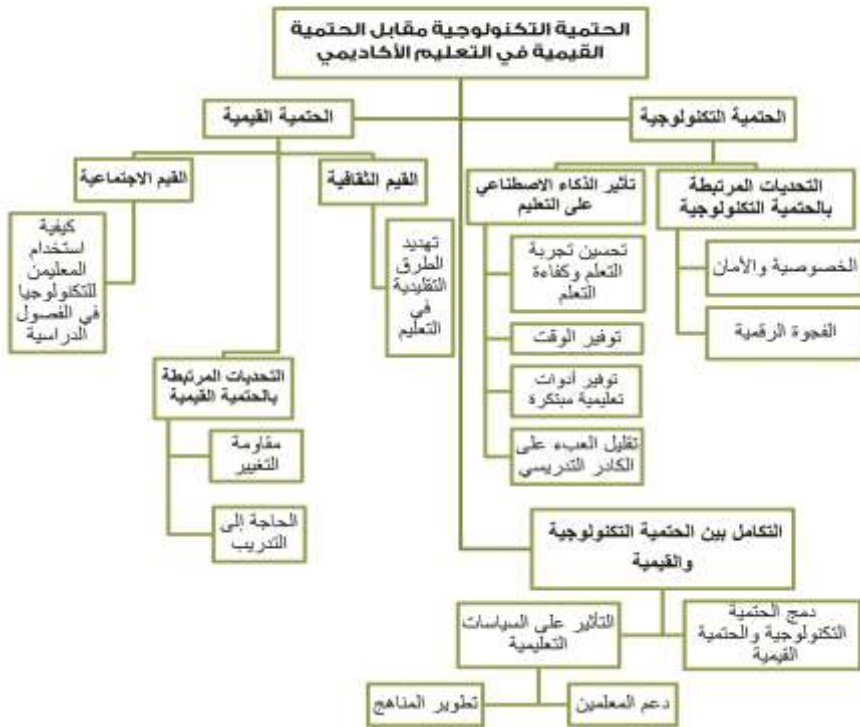 الحتمية التكنولوجية مقابل الحتمية
القيمية في التعليم الأكاديمي
الحتمية التكنولوجية
الحتمية القيمية
التحديات المرتبطة
بالحتمية التكنولوجية
الخصوصية والأمان
الفجوة الرقمية
تأثير الذكاء الاصطناعي
على التعليم
تحسين تجربة
التعلم وكفاءة
التعلم
توفير الوقت
توفير أدوات
تعليمية مبتكرة
تقليل العبء على
الكادر التدريسي
القيم الثقافية
تهديد
الطرق
التقليدية
في
التعليم
القيم الاجتماعية
كيفية
استخدام
المعليمن
للتكنولوجيا
في الفصول
الدراسية
التحديات المرتبطة
بالحتمية القيمية
مقاومة
التغيير
الحاجة إلى
التدريب
التكامل بين الحتمية التكنولوجية
والقيمية
دمج الحتمية
التكنولوجية والحتمية
القيمية
التأثير على السياسات
التعليمية
دعم المعلمين
تطوير المناهج